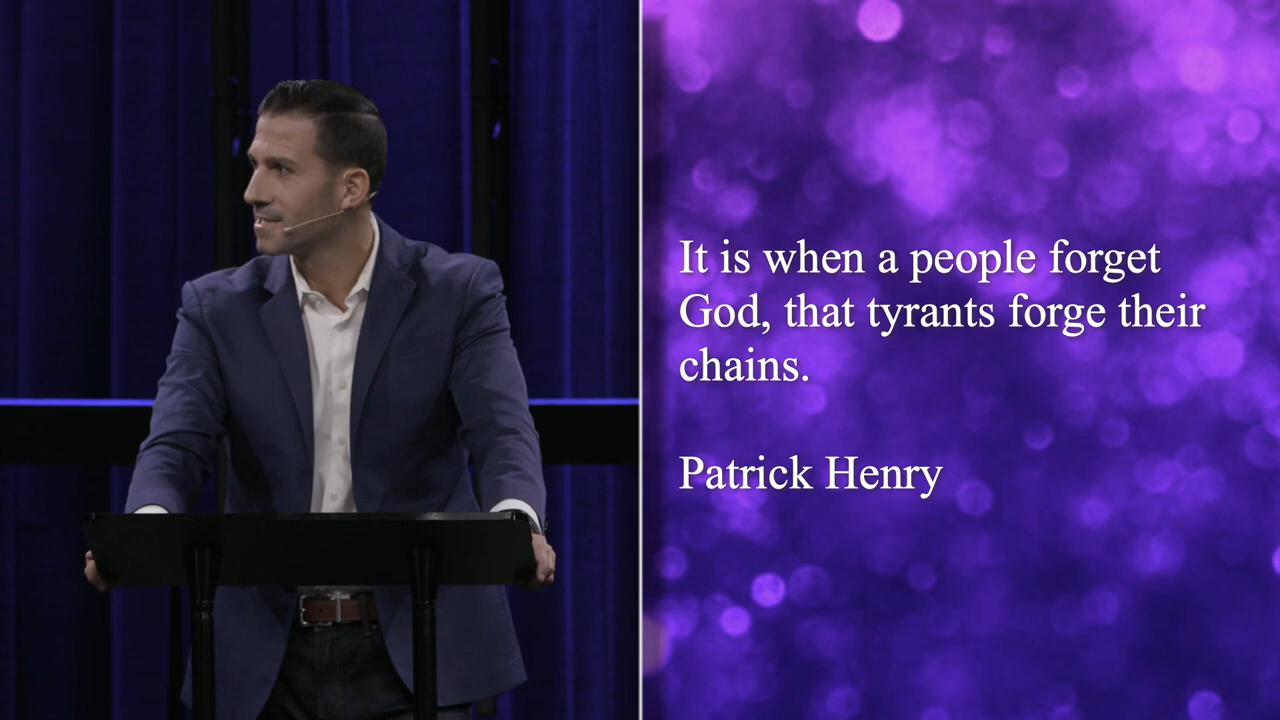 It is when a people forget
God, that tyrants forge their
chains.
Patrick Henry